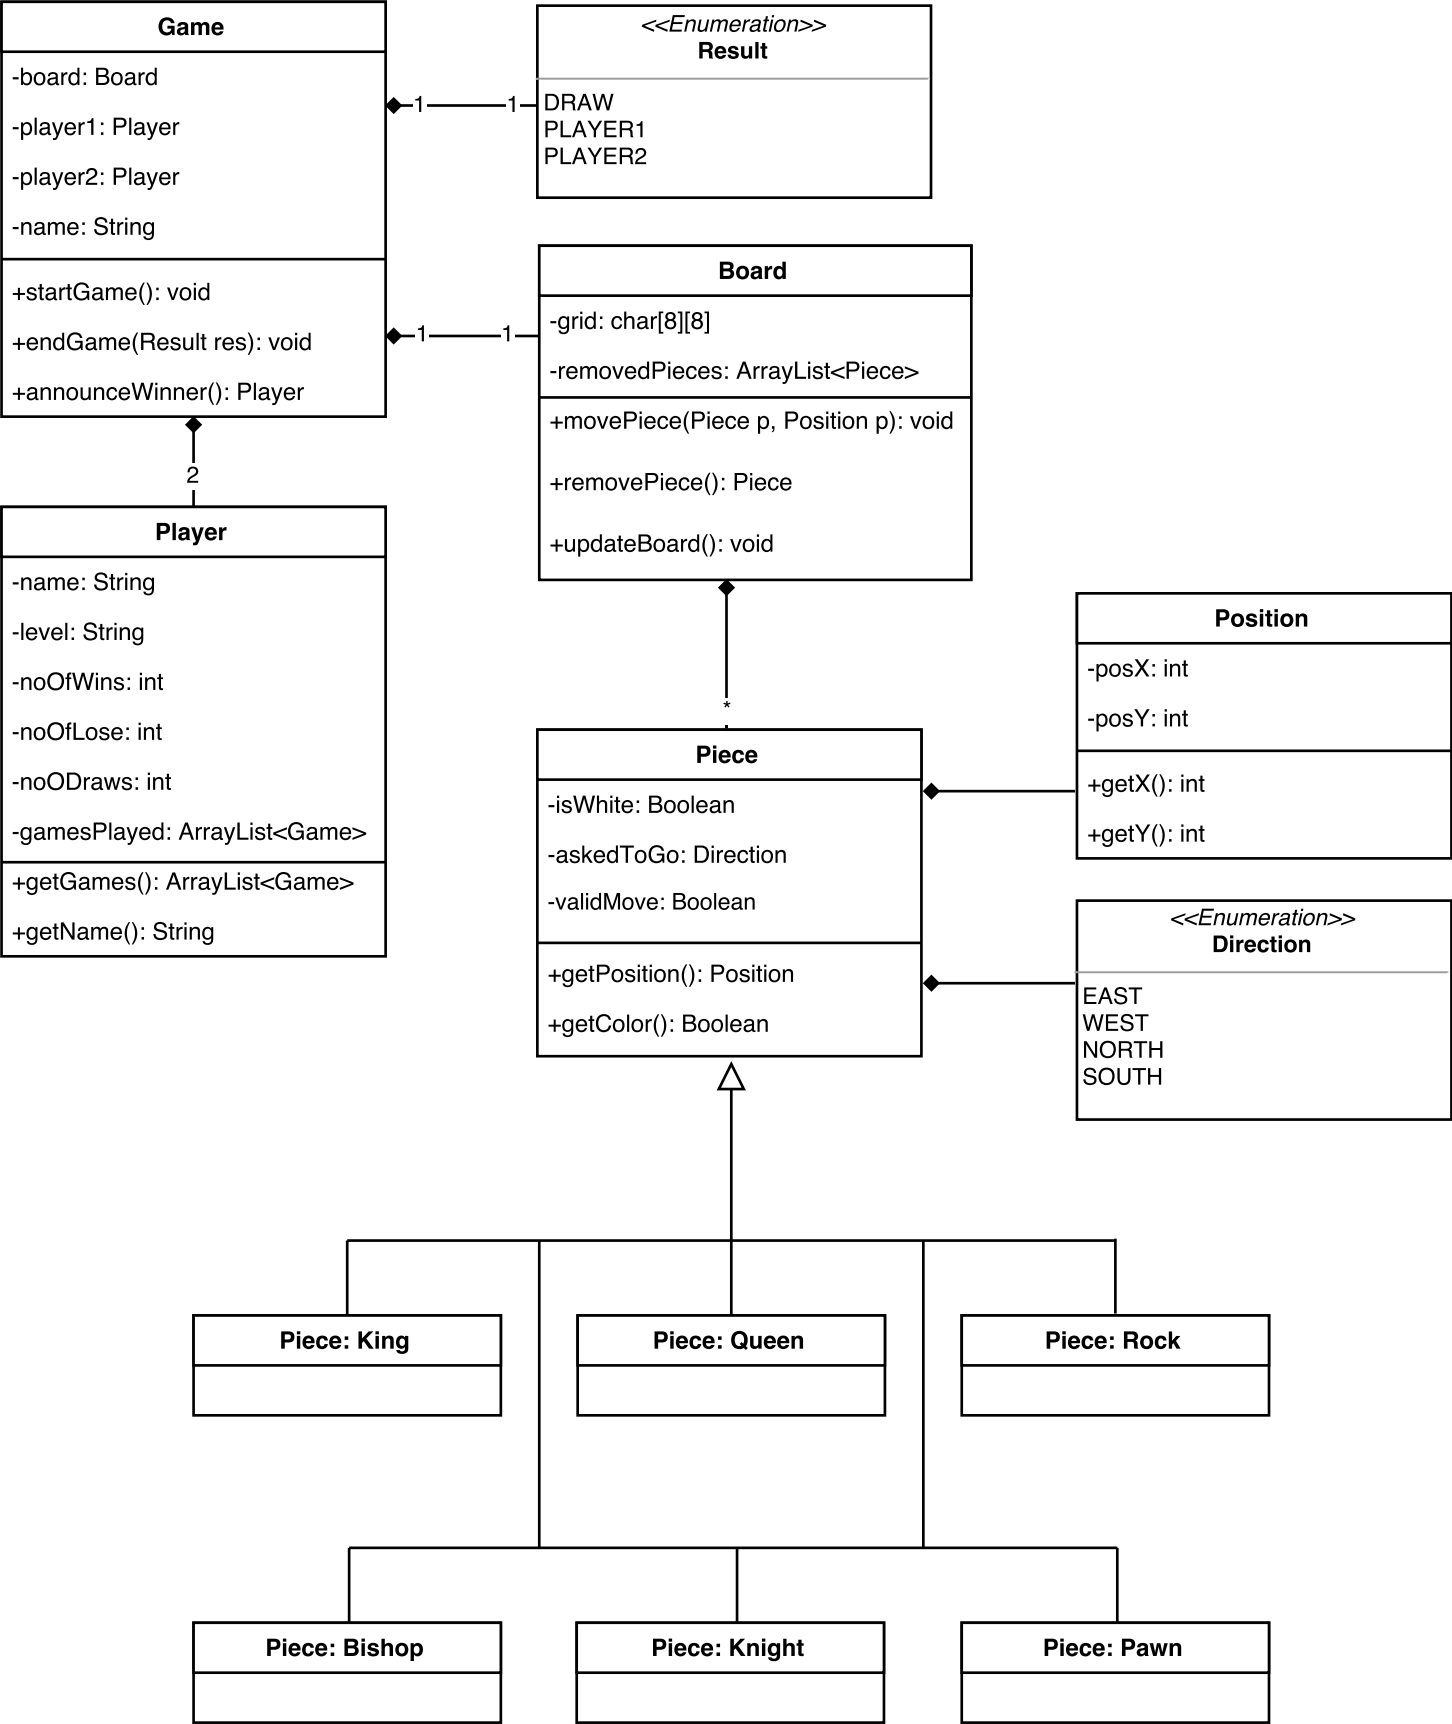 Game
-board: Board
-player1: Player
-player2: Player
-name: String
+startGame(): void
+endGame(Result res): void
+announceWinner(): Player
1
1
<<Enumeration>>
Result
DRAW
PLAYER1
PLAYER2
1
1
Board
-grid: char[8][8]
-removedPieces: ArrayList<Piece>
+movePiece(Piece p, Position p): void
+removePiece(): Piece
+updateBoard(): void
2
Player
-name: String
-level: String
-noOfWins: int
-noOfLose: int
-noODraws: int
-gamesPlayed: ArrayList<Game>
+getGames(): ArrayList<Game>
+getName(): String
*
Piece
-isWhite: Boolean
-askedToGo: Direction
-validMove: Boolean
+getPosition(): Position
+getColor(): Boolean
Position
-posX: int
-posY: int
+getX(): int
+getY(): int
<<Enumeration>>
Direction
EAST
WEST
NORTH
SOUTH
Piece: King
Piece: Queen
Piece: Rock
Piece: Bishop
Piece: Knight
Piece: Pawn